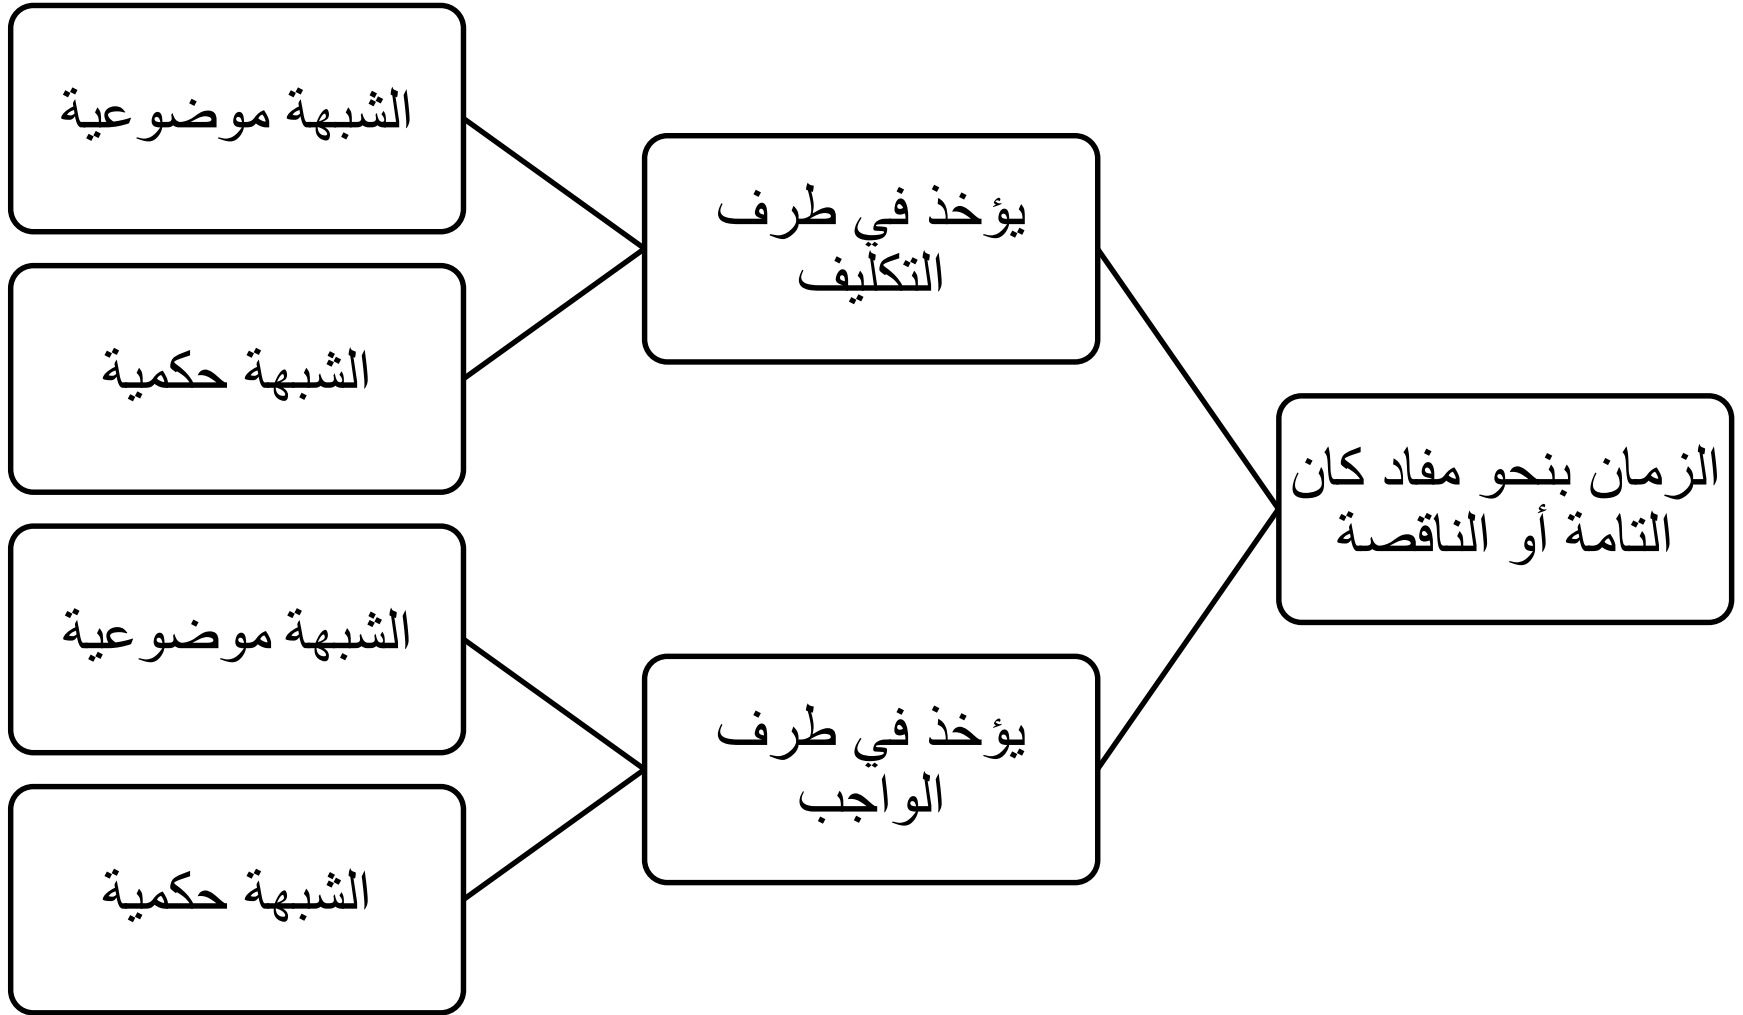 الزمان بنحو مفاد كان
التامة أو الناقصة
يؤخذ في طرف
التكليف
الشبهة موضوعية
الشبهة حكمية
يؤخذ في طرف
الواجب
الشبهة موضوعية
الشبهة حكمية